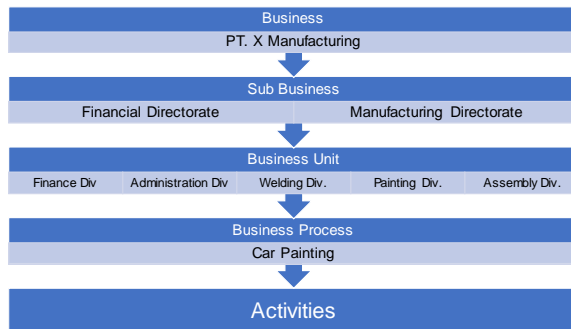 Business
PT. X Manufacturing
Sub Business
Financial Directorate Manufacturing Directorate
Business Unit
Finance Div Administration Div Welding Div. Painting Div. Assembly Div.
Business Process
Car Painting
Activities